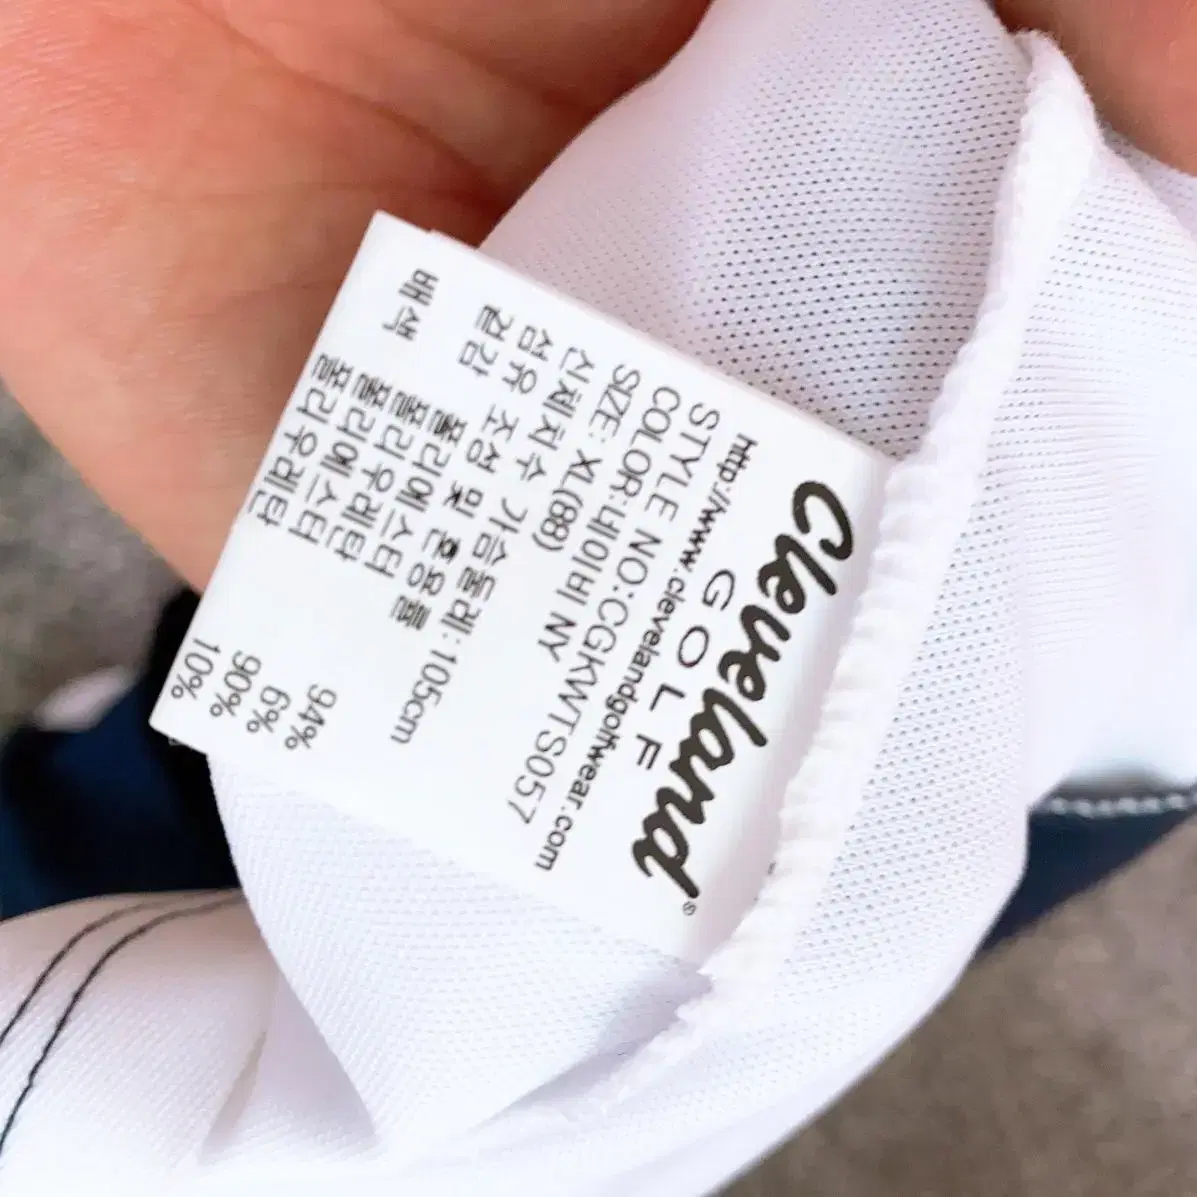 Cleveland
GOLF
http://www.clevelandgolfwear.com
STYLE NO:CGKWTS057
COLOR:네이비 NY
SIZE: XL(88)
신체치수 가슴둘레:105cm
섬유 조성 및 혼용률
겉감 폴리에스터 94%
폴리우레탄 6%
배색 폴리에스터 90%
폴리우레탄 10%